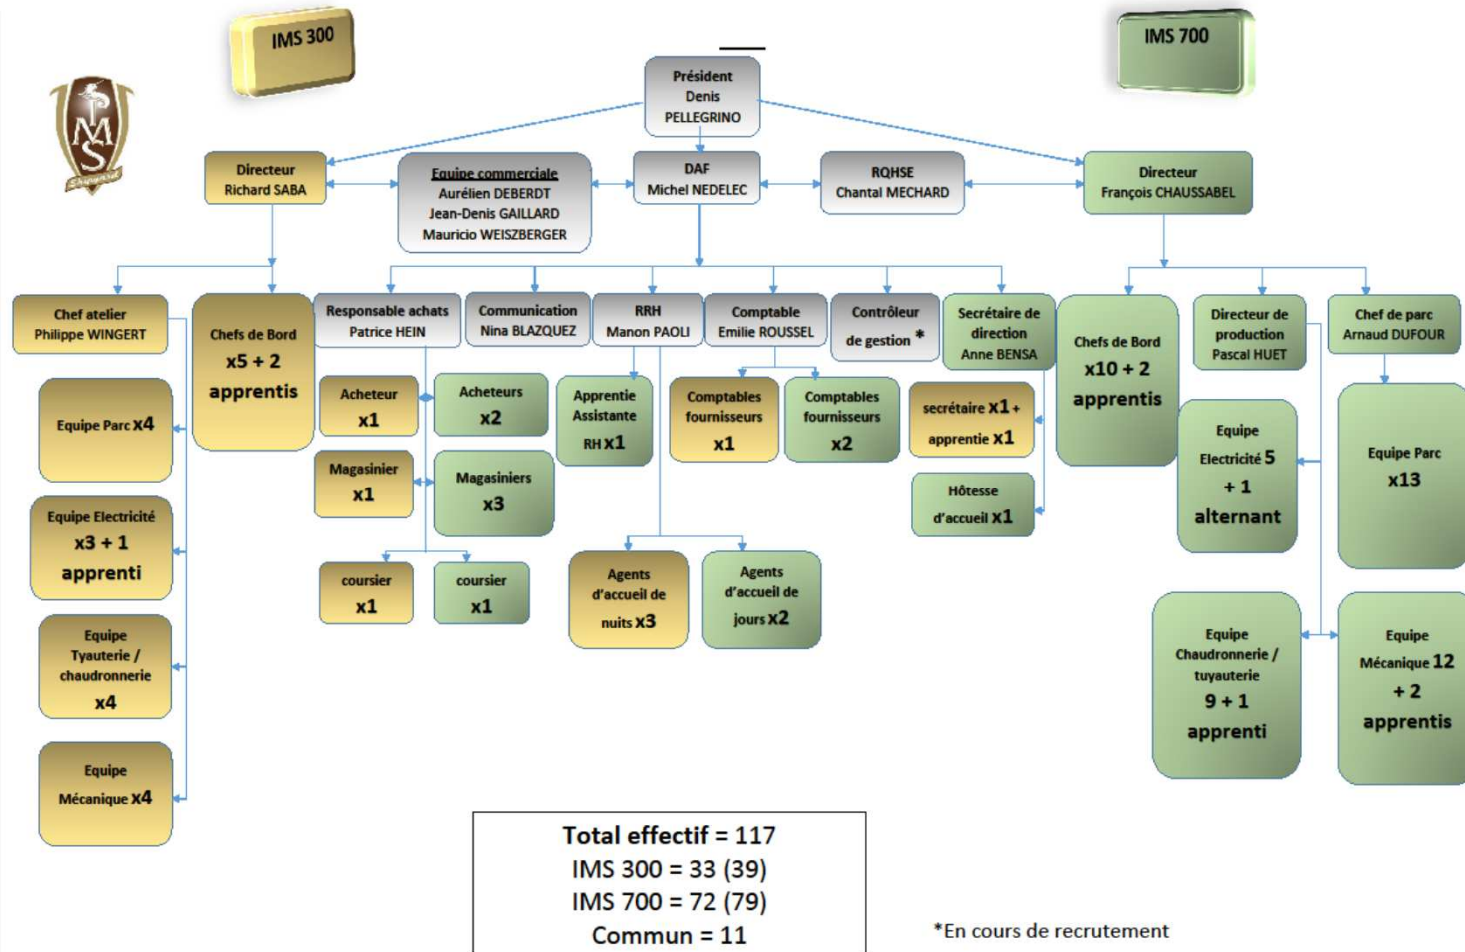 IMS 300
IMS 700
IMS
Shipyard
Président
Denis
PELLEGRINO
Directeur
Richard SABA
Equipe commerciale
Aurélien DEBERDT
Jean-Denis GAILLARD
Mauricio WEISZBERGER
DAF
Michel NEDELEC
RQHSE
Chantal MECHARD
Directeur
François CHAUSSABEL
Chef atelier
Philippe WINGERT
Chefs de Bord
x5 + 2
apprentis
Responsable achats
Patrice HEIN
Communication
Nina BLAZQUEZ
RRH
Manon PAOLI
Comptable
Emilie ROUSSEL
Contrôleur
de gestion *
Secrétaire de
direction
Anne BENSA
Chefs de Bord
x10 + 2
apprentis
Directeur de
production
Pascal HUET
Chef de parc
Arnaud DUFOUR
Equipe Parc x4
Acheteur
x1
Acheteurs
x2
Apprentie
Assistante
RH x1
Comptables
fournisseurs
x1
Comptables
fournisseurs
x2
secrétaire x1 +
apprentie x1
Equipe
Electricité 5
+ 1
alternant
Equipe Parc
x13
Magasinier
x1
Magasiniers
x3
Hôtesse
d'accueil x1
Equipe Electricité
x3 + 1
apprenti
coursier
x1
coursier
x1
Agents
d'accueil de
nuits x3
Agents
d'accueil de
jours x2
Equipe
Tyauterie /
chaudronnerie
x4
Equipe
Chaudronnerie /
tuyauterie
9 + 1
apprenti
Equipe
Mécanique 12
+ 2
apprentis
Equipe
Mécanique x4
Total effectif = 117
IMS 300 = 33 (39)
IMS 700 = 72 (79)
Commun = 11
*En cours de recrutement